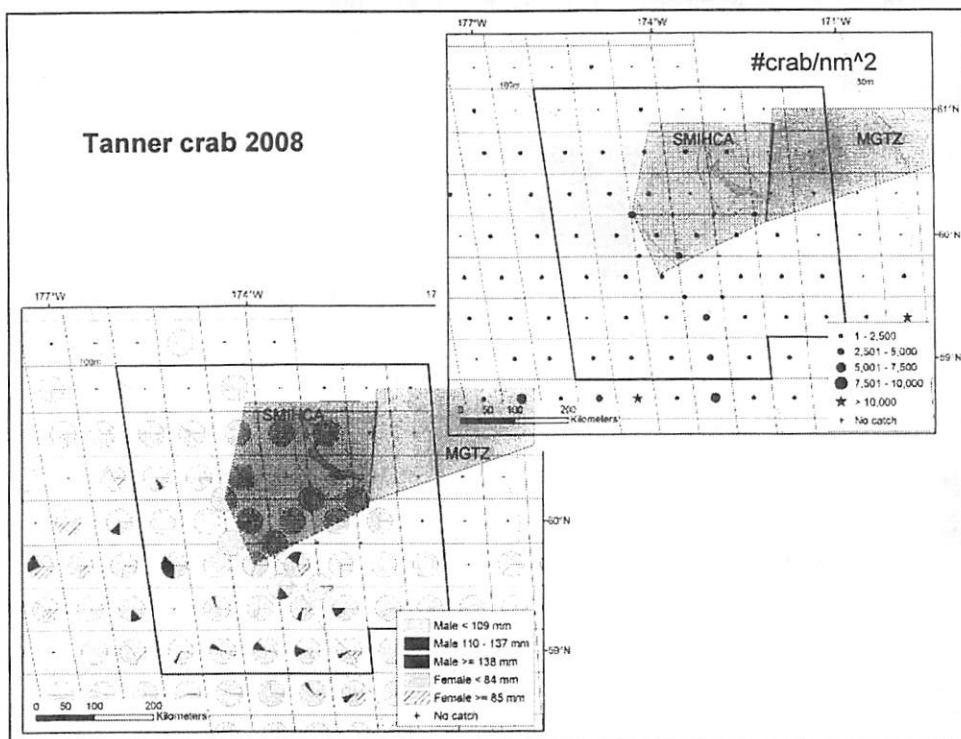 Tanner crab 2008
177°W
174°W
171°W
#crab/nm^2
61°N
SMIHCA
MGTZ
60°N
59°N
1 - 2,500
2,501 - 5,000
5,001 - 7,500
7,501 - 10,000
> 10,000
No catch
0 50 100 200
Kilometers
177°W
174°W
17
100m
SMIHCA
MGTZ
60°N
59°N
Male < 109 mm
Male 110 - 137 mm
Male >= 138 mm
Female < 84 mm
Female >= 85 mm
No catch
0 50 100 200
Kilometers